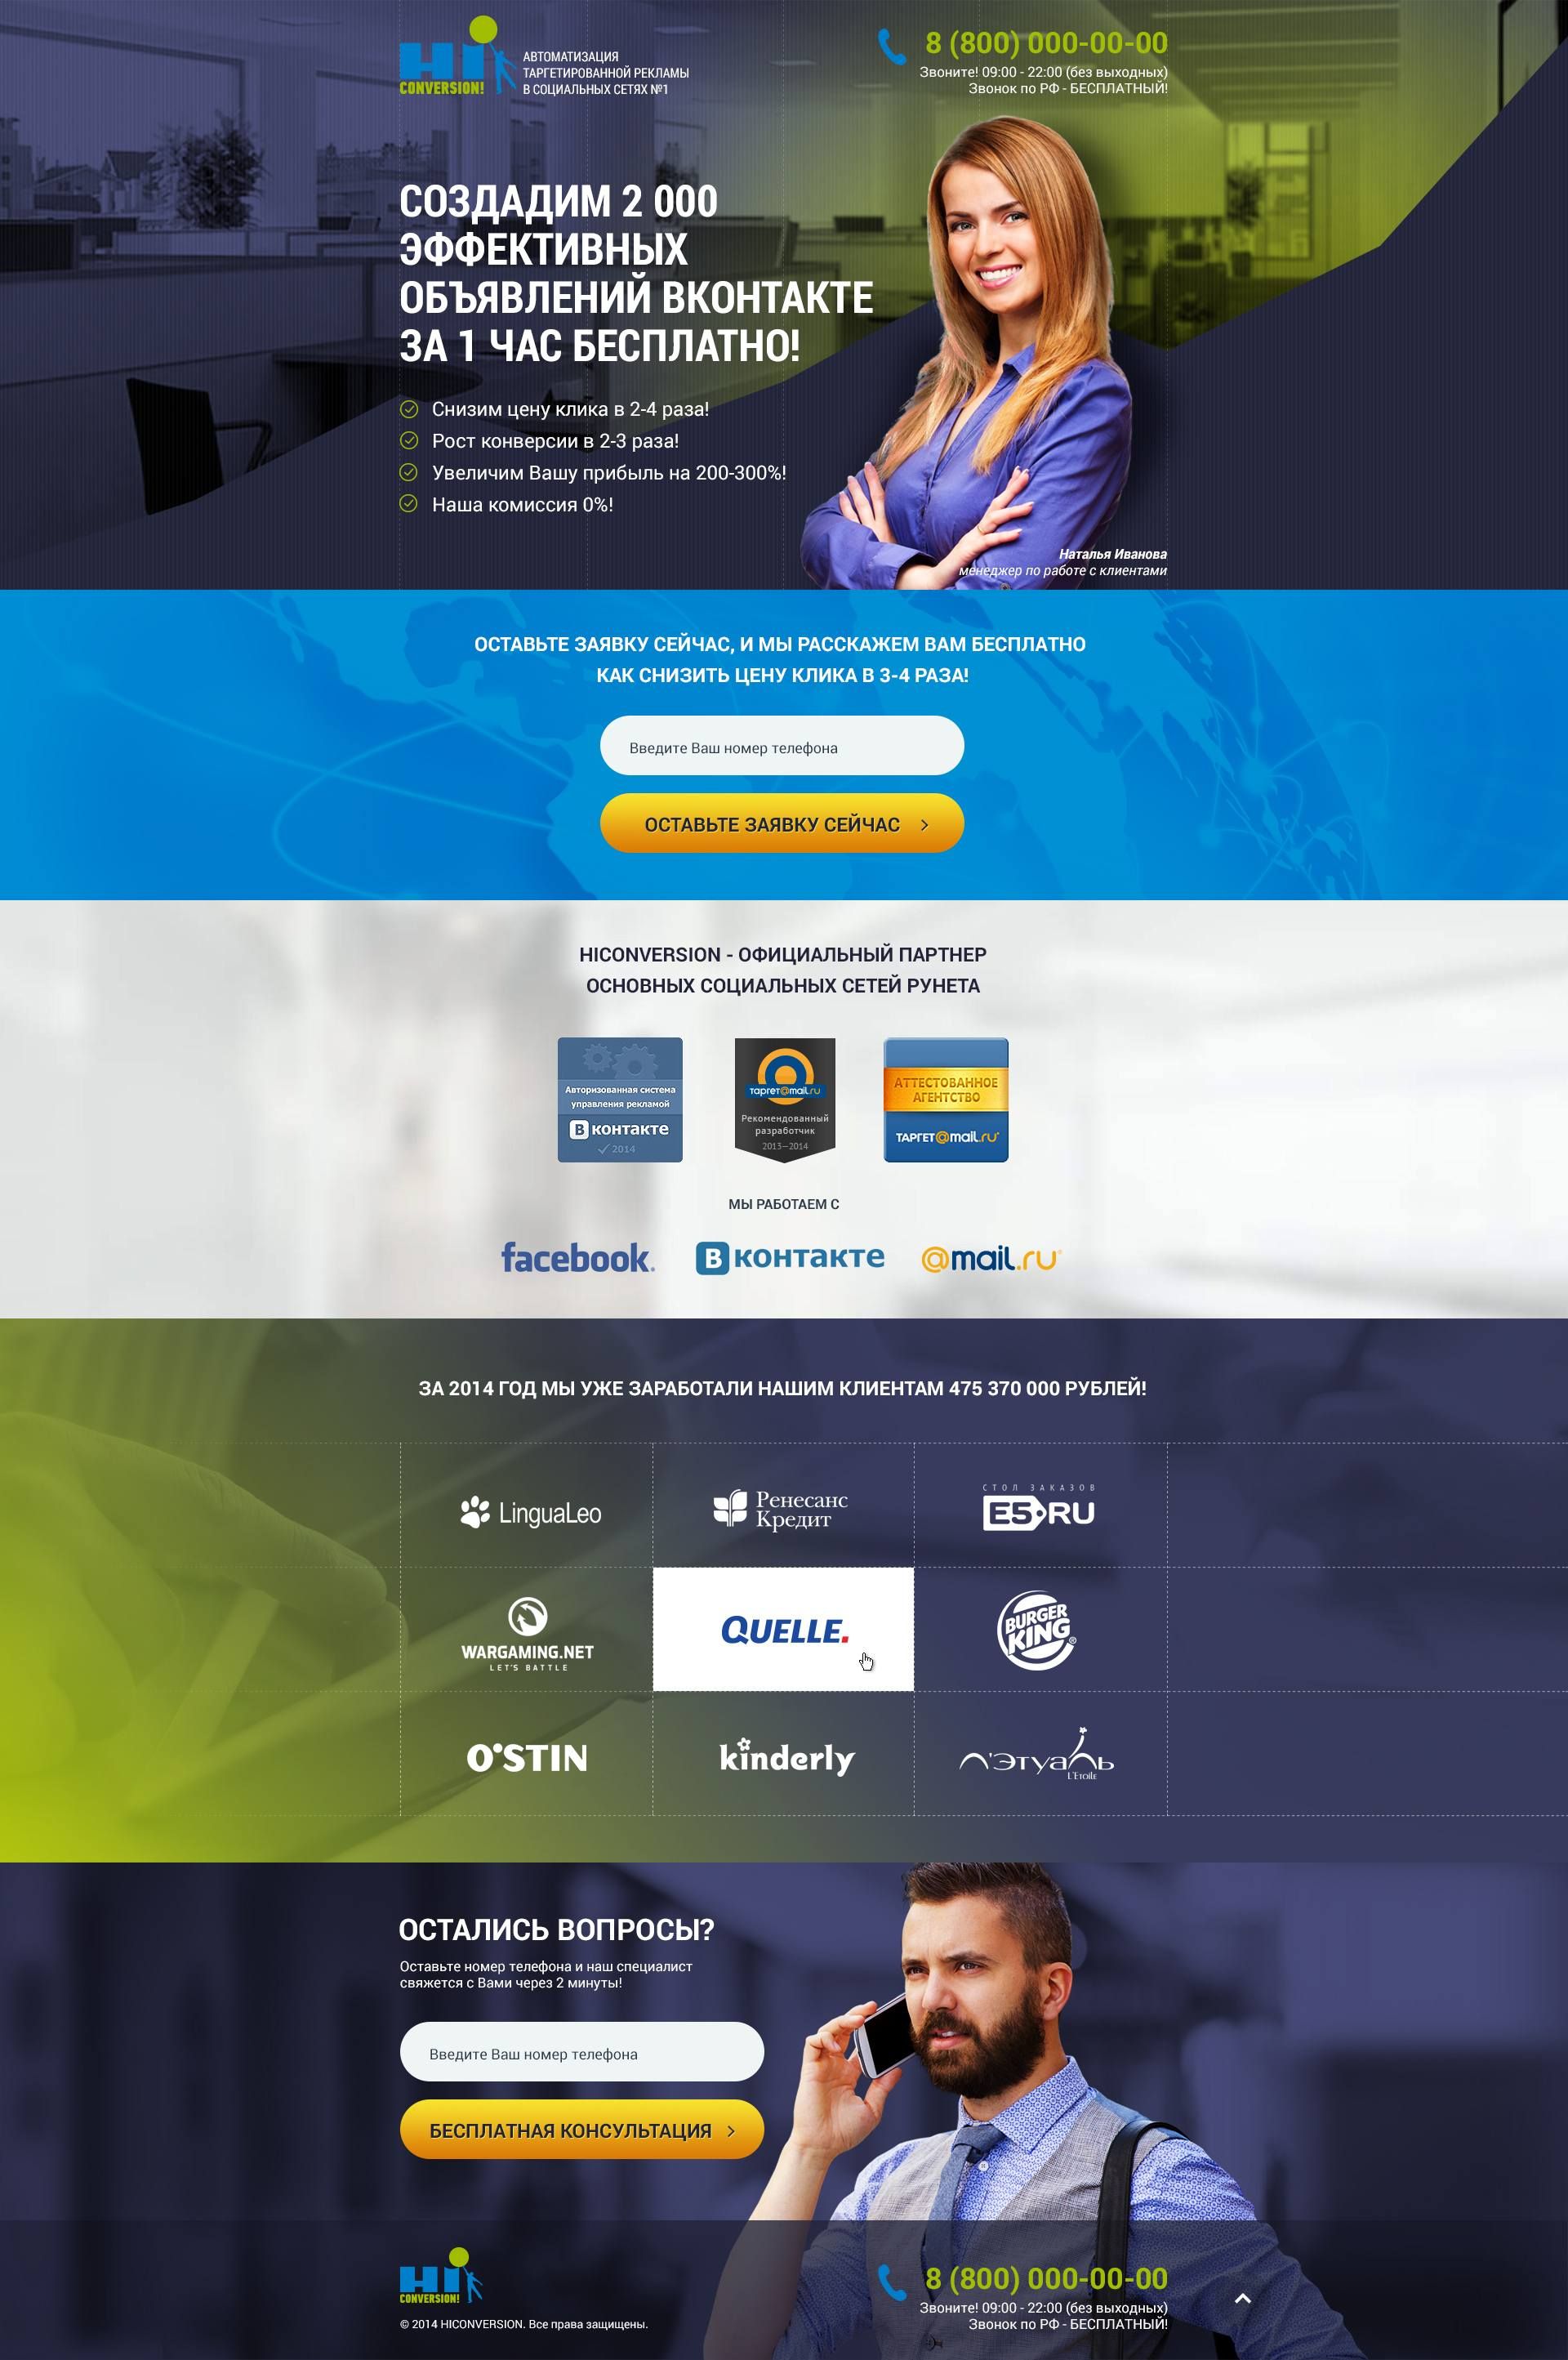 Hi
CONVERSION!
АВТОМАТИЗАЦИЯ
ТАРГЕТИРОВАННОЙ РЕКЛАМЫ
В СОЦИАЛЬНЫХ СЕТЯХ №1
8 (800) 000-00-00
Звоните! 09:00 - 22:00 (без выходных)
Звонок по РФ - БЕСПЛАТНЫЙ!
СОЗДАДИМ 2 000
ЭФФЕКТИВНЫХ
ОБЪЯВЛЕНИЙ ВКОНТАКТЕ
ЗА 1 ЧАС БЕСПЛАТНО!
Снизим цену клика в 2-4 раза!
Рост конверсии в 2-3 раза!
Увеличим Вашу прибыль на 200-300%!
Наша комиссия 0%!
Наталья Иванова
менеджер по работе с клиентами
ОСТАВЬТЕ ЗАЯВКУ СЕЙЧАС, И МЫ РАССКАЖЕМ ВАМ БЕСПЛАТНО
КАК СНИЗИТЬ ЦЕНУ КЛИКА В 3-4 РАЗА!
Введите Ваш номер телефона
ОСТАВЬТЕ ЗАЯВКУ СЕЙЧАС
HICONVERSION - ОФИЦИАЛЬНЫЙ ПАРТНЕР
ОСНОВНЫХ СОЦИАЛЬНЫХ СЕТЕЙ РУНЕТА
Авторизованная система
управления рекламой
В контакте
2014
таргет@mail.ru
Рекомендованный
разработчик
2013—2014
АТТЕСТОВАННОЕ
АГЕНТСТВО
ТАРГЕТ@mail.ru
МЫ РАБОТАЕМ С
facebook.
В контакте
@mail.ru
ЗА 2014 ГОД МЫ УЖЕ ЗАРАБОТАЛИ НАШИМ КЛИЕНТАМ 475 370 000 РУБЛЕЙ!
LinguaLeo
Ренесанс
Кредит
СТОЛ ЗАКАЗОВ
E5.RU
WARGAMING.NET
LET'S BATTLE
QUELLE.
BURGER
KING®
O'STIN
kinderly
Л'Этуаль
L'Etoile
ОСТАЛИСЬ ВОПРОСЫ?
Оставьте номер телефона и наш специалист
свяжется с Вами через 2 минуты!
Введите Ваш номер телефона
БЕСПЛАТНАЯ КОНСУЛЬТАЦИЯ
Hi
CONVERSION!
© 2014 HICONVERSION. Все права защищены.
8 (800) 000-00-00
Звоните! 09:00 - 22:00 (без выходных)
Звонок по РФ - БЕСПЛАТНЫЙ!